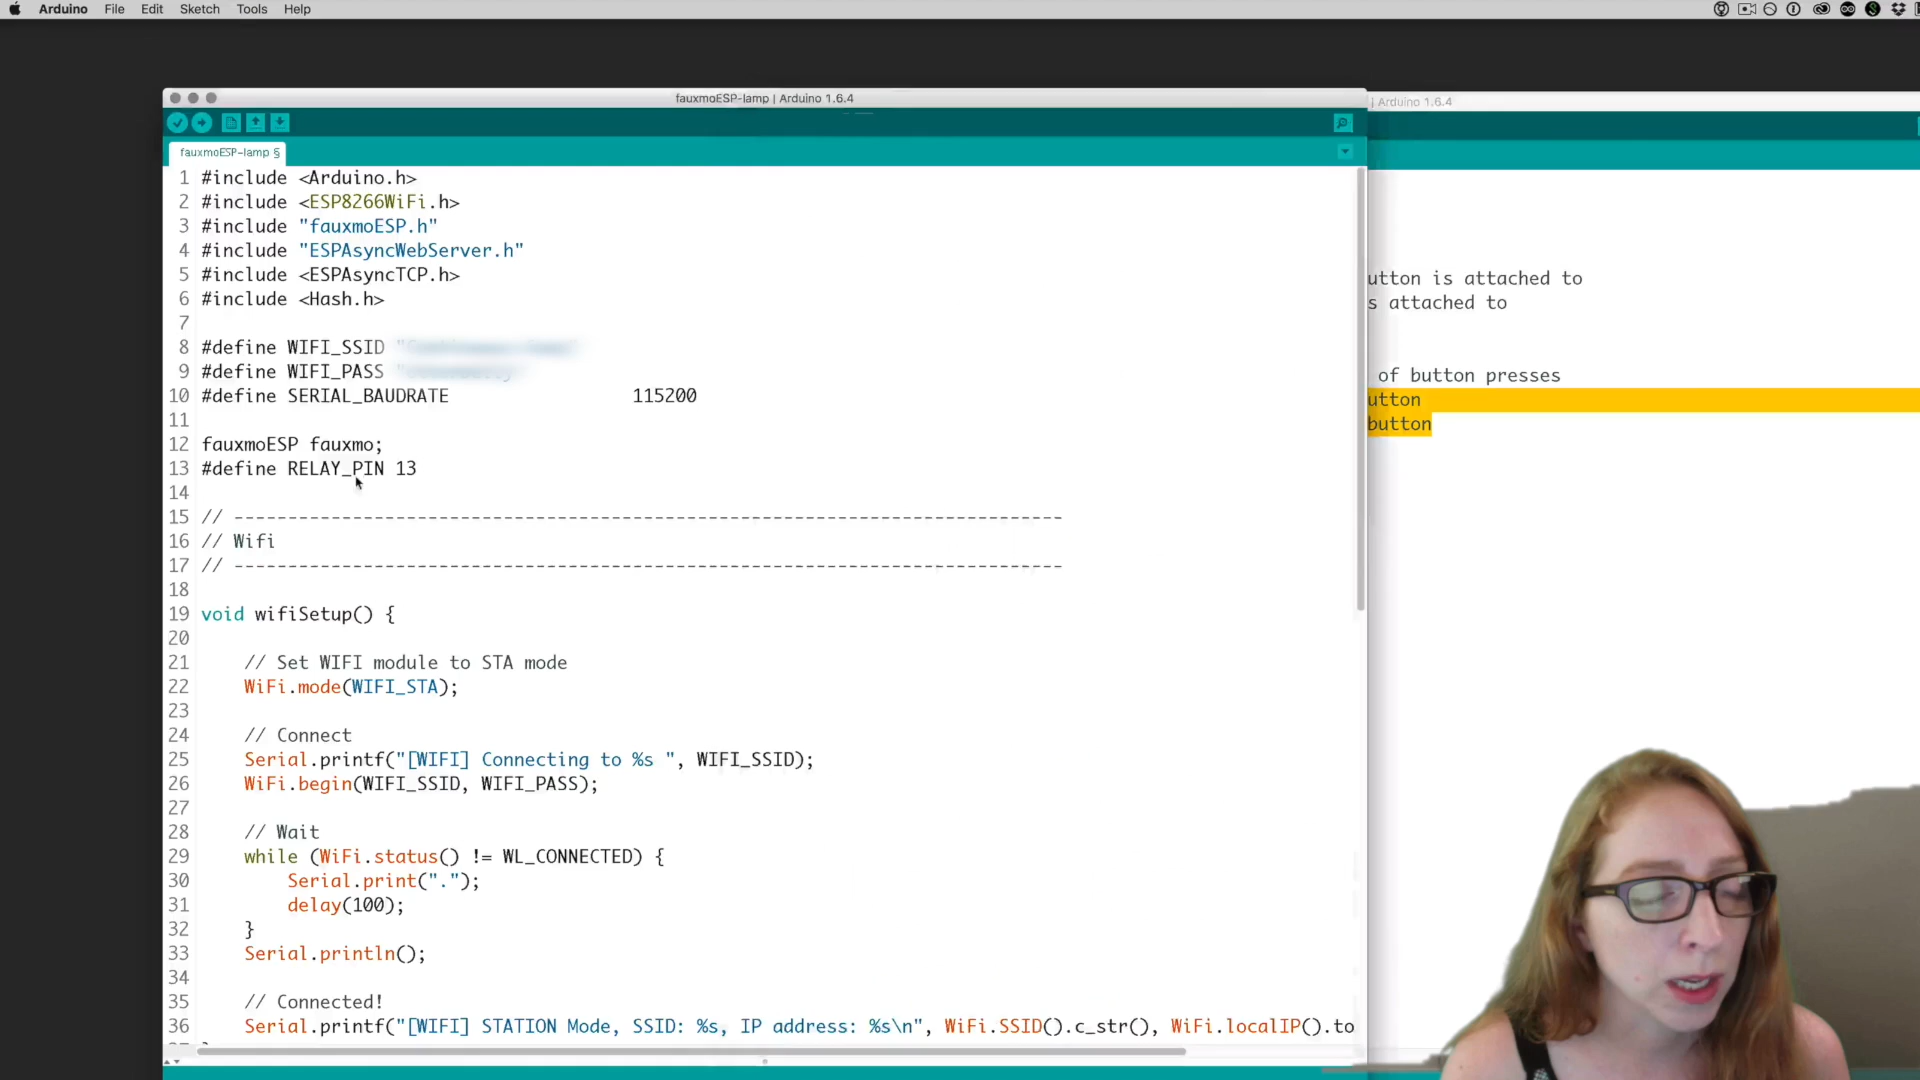 Arduino File Edit Sketch Tools Help
fauxmoESP-lamp | Arduino 1.6.4
| Arduino 1.6.4
fauxmoESP-lamp §
1 #include <Arduino.h>
2 #include <ESP8266WiFi.h>
3 #include "fauxmoESP.h"
4 #include "ESPAsyncWebServer.h"
5 #include <ESPAsyncTCP.h>
6 #include <Hash.h>
7
8 #define WIFI_SSID
9 #define WIFI_PASS
10 #define SERIAL_BAUDRATE 115200
11
12 fauxmoESP fauxmo;
13 #define RELAY_PIN 13
14
15 // -----------------------------------------------------------------------------
16 // Wifi
17 // -----------------------------------------------------------------------------
18
19 void wifiSetup() {
20
21 // Set WIFI module to STA mode
22 WiFi.mode(WIFI_STA);
23
24 // Connect
25 Serial.printf("[WIFI] Connecting to %s ", WIFI_SSID);
26 WiFi.begin(WIFI_SSID, WIFI_PASS);
27
28 // Wait
29 while (WiFi.status() != WL_CONNECTED) {
30 Serial.print(".");
31 delay(100);
32 }
33 Serial.println();
34
35 // Connected!
36 Serial.printf("[WIFI] STATION Mode, SSID: %s, IP address: %s\n", WiFi.SSID().c_str(), WiFi.localIP().to
utton is attached to
s attached to
of button presses
utton
button